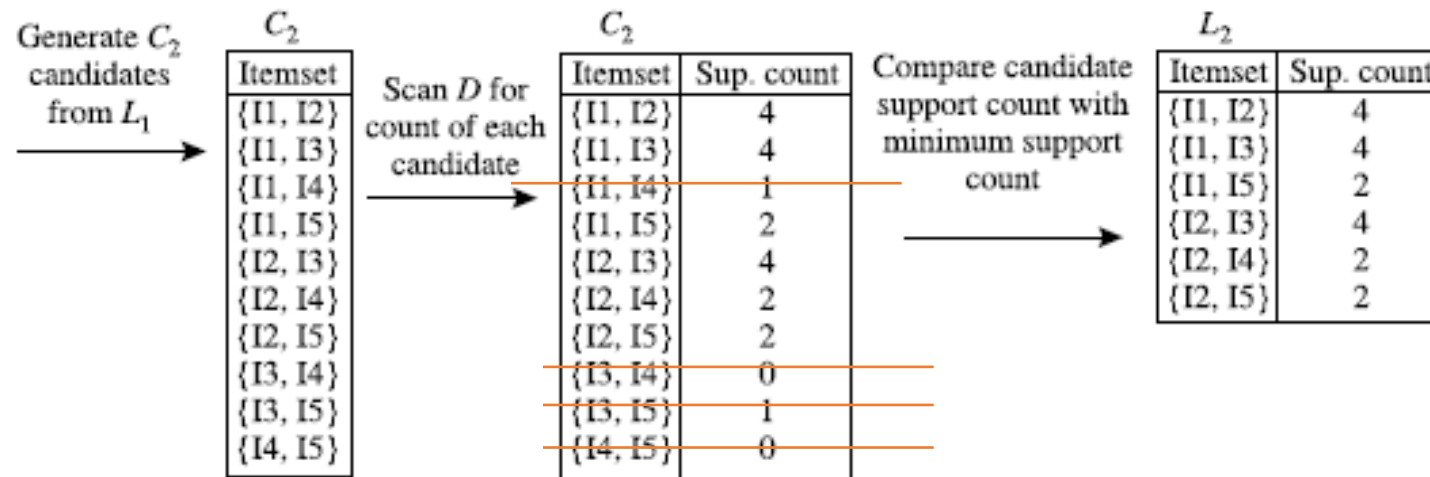 Generate C2
candidates
from L1
C2
Itemset
{I1, I2}
{I1, I3}
{I1, I4}
{I1, I5}
{I2, I3}
{I2, I4}
{I2, I5}
{I3, I4}
{I3, I5}
{I4, I5}
Scan D for
count of each
candidate
C2
Itemset Sup. count
{I1, I2} 4
{I1, I3} 4
{I1, I4} 1
{I1, I5} 2
{I2, I3} 4
{I2, I4} 2
{I2, I5} 2
{I3, I4} 0
{I3, I5} 1
{I4, I5} 0
Compare candidate
support count with
minimum support
count
L2
Itemset Sup. count
{I1, I2} 4
{I1, I3} 4
{I1, I5} 2
{I2, I3} 4
{I2, I4} 2
{I2, I5} 2